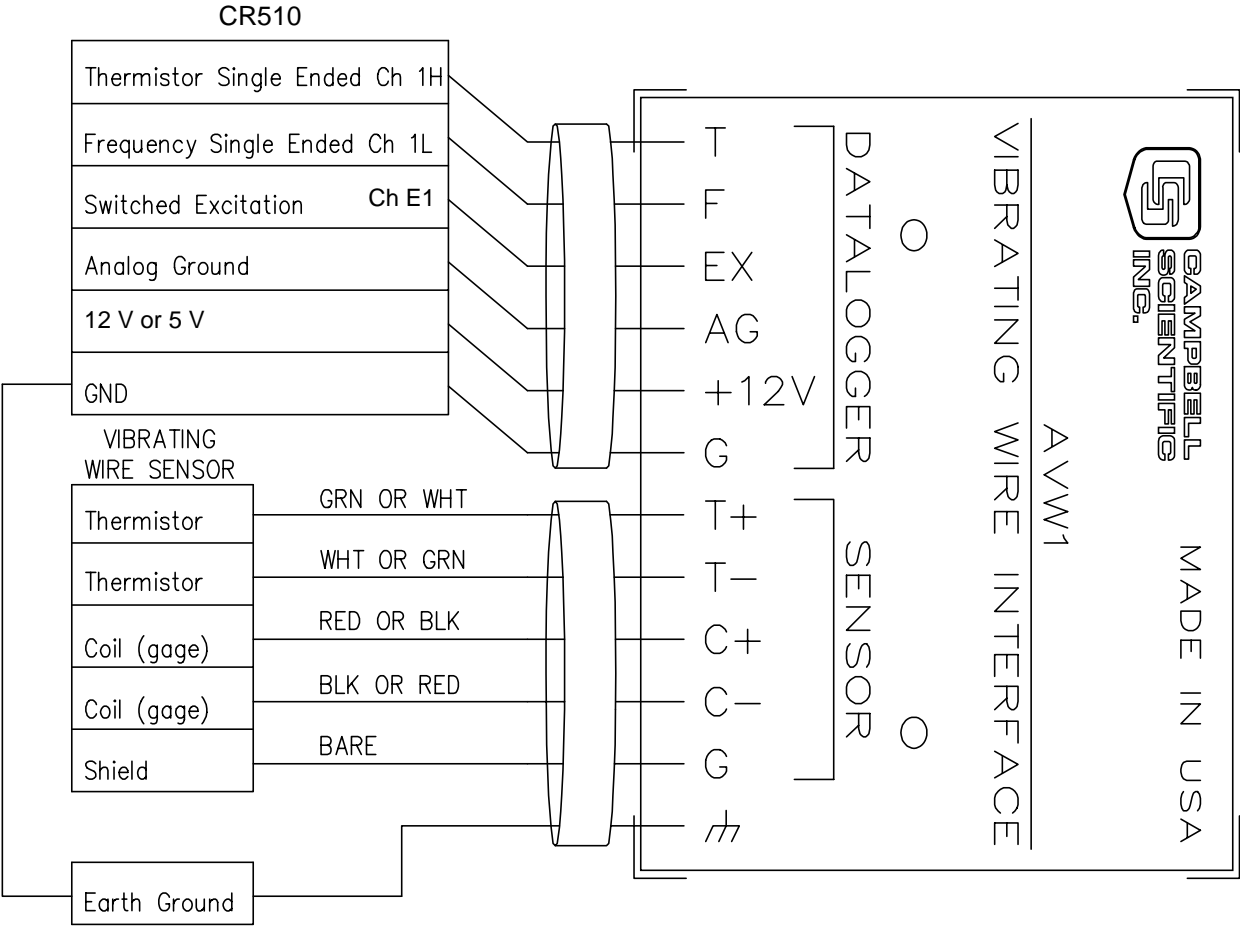 CR510
Thermistor Single Ended Ch 1H
Frequency Single Ended Ch 1L
Switched Excitation Ch E1
Analog Ground
12 V or 5 V
GND
VIBRATING
WIRE SENSOR
Thermistor
Thermistor
Coil (gage)
Coil (gage)
Shield
Earth Ground
GRN OR WHT
WHT OR GRN
RED OR BLK
BLK OR RED
BARE
T
F
EX
AG
+12V
G
T+
T-
C+
C-
G
DATALOGGER
SENSOR
VIBRATING WIRE INTERFACE
AVW1
CAMPBELL
SCIENTIFIC
INC.
MADE IN USA